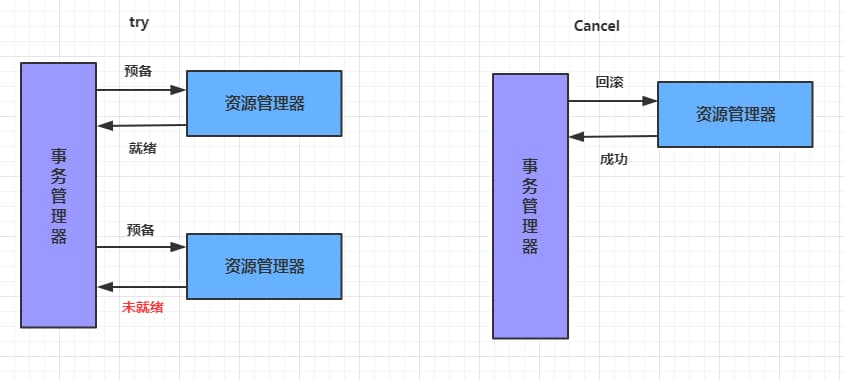 try
预备
资源管理器
就绪
事务管理器
预备
资源管理器
未就绪
Cancel
回滚
资源管理器
成功
事务管理器